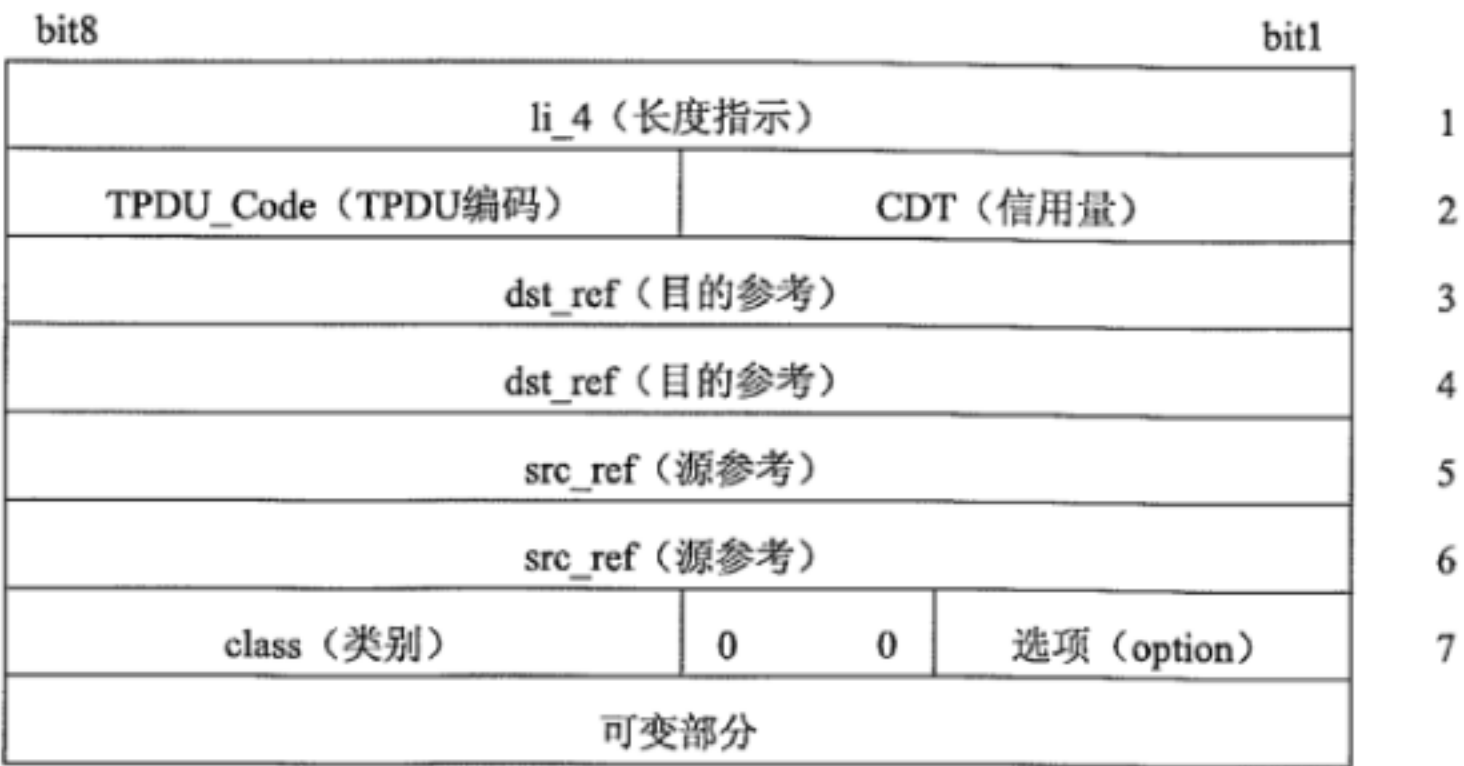 bit8 bit1
li_4（长度指示） 1
TPDU_Code（TPDU编码） CDT（信用量） 2
dst_ref（目的参考） 3
dst_ref（目的参考） 4
src_ref（源参考） 5
src_ref（源参考） 6
class（类别） 0 0 选项（option） 7
可变部分